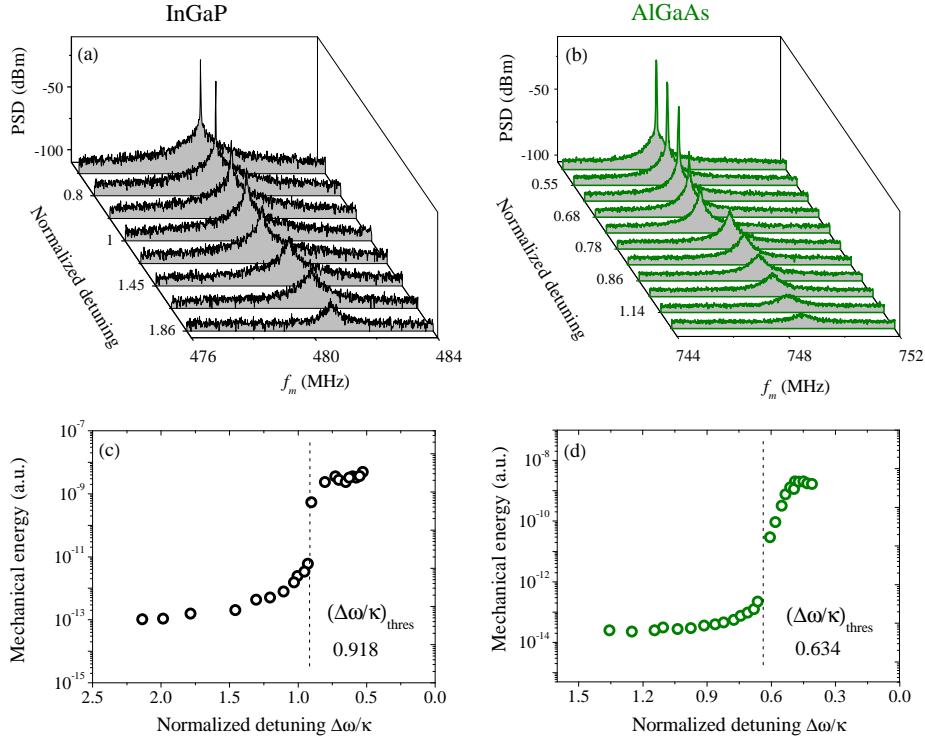 InGaP
AlGaAs
(a)
PSD (dBm)
-50
-100
0.8
1
1.45
1.86
Normalized detuning
476
480
484
f_m (MHz)
(b)
PSD (dBm)
-50
-100
0.55
0.68
0.78
0.86
1.14
Normalized detuning
744
748
752
f_m (MHz)
(c)
Mechanical energy (a.u.)
10^-7
10^-9
10^-11
10^-13
10^-15
(Δω/κ)_thres
0.918
2.5
2.0
1.5
1.0
0.5
0.0
Normalized detuning Δω/κ
(d)
Mechanical energy (a.u.)
10^-8
10^-10
10^-12
10^-14
(Δω/κ)_thres
0.634
1.5
1.2
0.9
0.6
0.3
0.0
Normalized detuning Δω/κ